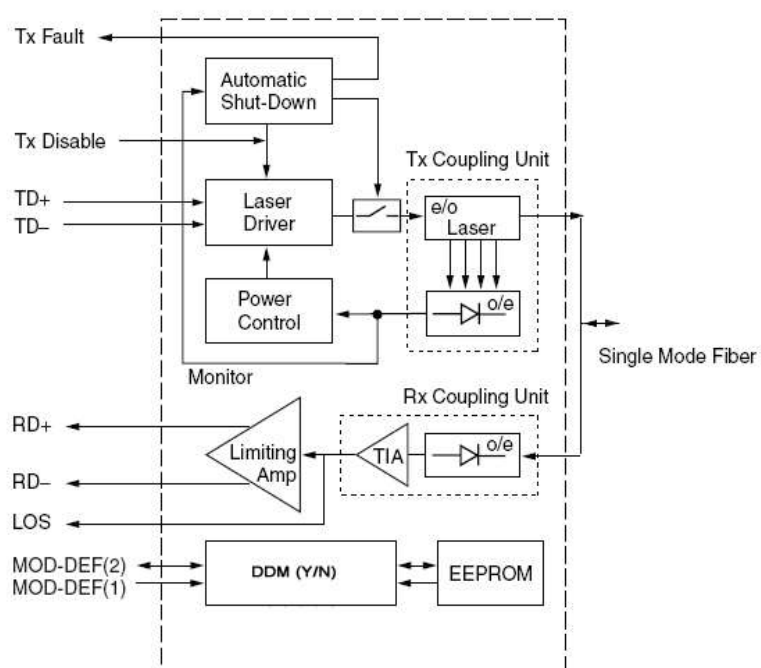 Tx Fault
Automatic
Shut-Down
Tx Disable
Tx Coupling Unit
TD+
TD–
Laser
Driver
e/o
Laser
Power
Control
o/e
Single Mode Fiber
Monitor
Rx Coupling Unit
RD+
Limiting
Amp
TIA
o/e
RD–
LOS
MOD-DEF(2)
MOD-DEF(1)
DDM (Y/N)
EEPROM